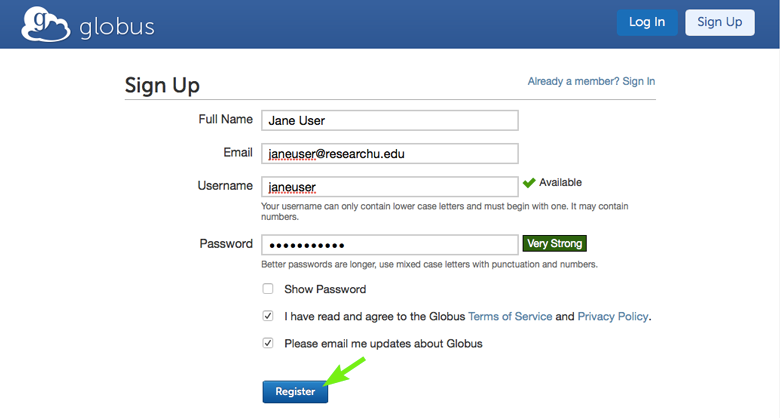 globus
Log In
Sign Up
Sign Up
Already a member? Sign In
Full Name
Jane User
Email
janeuser@researchu.edu
Username
janeuser
Available
Your username can only contain lower case letters and must begin with one. It may contain
numbers.
Password
•••••••••••
Very Strong
Better passwords are longer, use mixed case letters with punctuation and numbers.
Show Password
I have read and agree to the Globus Terms of Service and Privacy Policy.
Please email me updates about Globus
Register